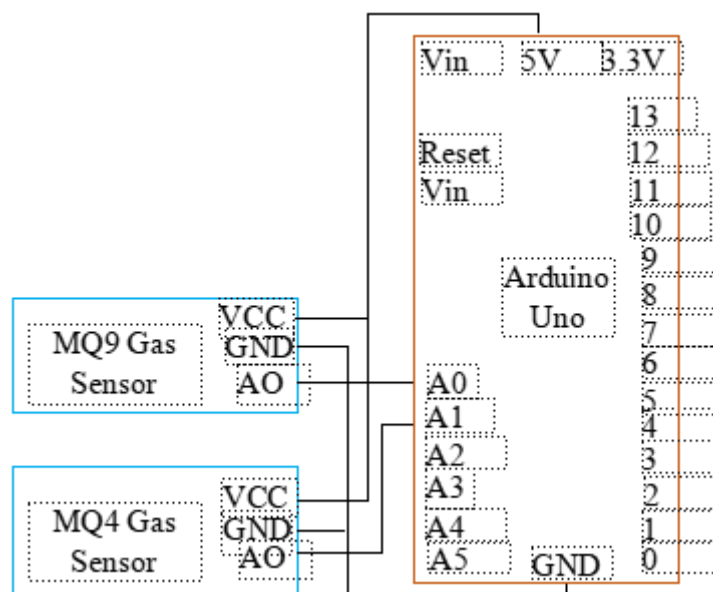 Vin 5V 3.3V
13
Reset 12
Vin 11
10
9
Arduino
Uno
8
7
6
5
4
3
2
1
0
VCC
GND
AO
MQ9 Gas
Sensor
A0
A1
A2
A3
A4
A5
GND
VCC
GND
AO
MQ4 Gas
Sensor